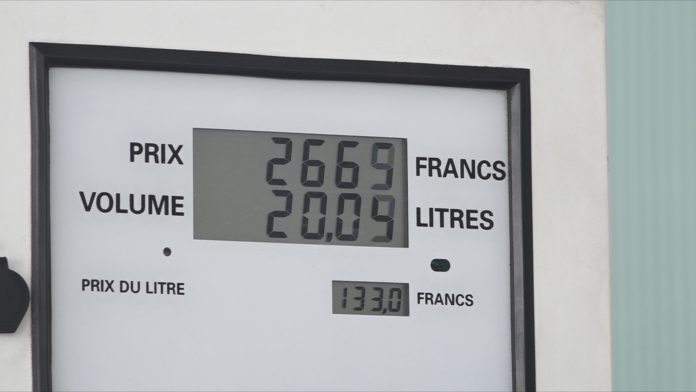 PRIX 2669 FRANCS
VOLUME 20,09 LITRES
PRIX DU LITRE 133,0 FRANCS